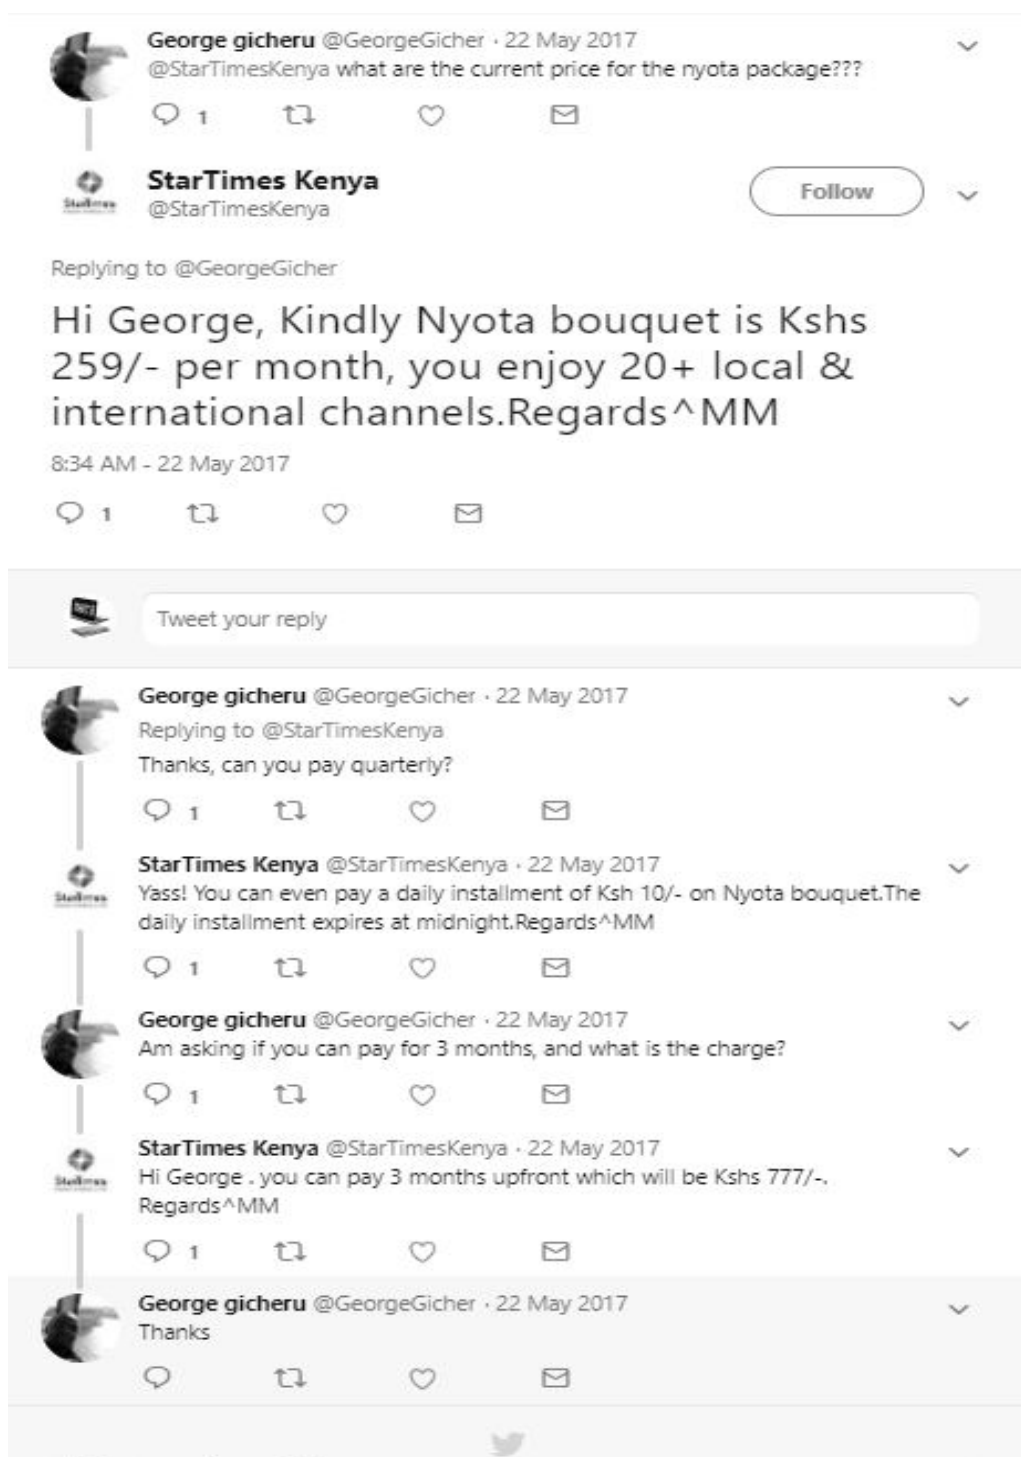 George gicheru @GeorgeGicher · 22 May 2017
@StarTimesKenya what are the current price for the nyota package???
1
StarTimes Kenya
@StarTimesKenya
Follow
Replying to @GeorgeGicher
Hi George, Kindly Nyota bouquet is Kshs
259/- per month, you enjoy 20+ local &
international channels.Regards^MM
8:34 AM - 22 May 2017
1
Tweet your reply
George gicheru @GeorgeGicher · 22 May 2017
Replying to @StarTimesKenya
Thanks, can you pay quarterly?
1
StarTimes Kenya @StarTimesKenya · 22 May 2017
Yass! You can even pay a daily installment of Ksh 10/- on Nyota bouquet.The
daily installment expires at midnight.Regards^MM
1
George gicheru @GeorgeGicher · 22 May 2017
Am asking if you can pay for 3 months, and what is the charge?
1
StarTimes Kenya @StarTimesKenya · 22 May 2017
Hi George . you can pay 3 months upfront which will be Kshs 777/-.
Regards^MM
1
George gicheru @GeorgeGicher · 22 May 2017
Thanks